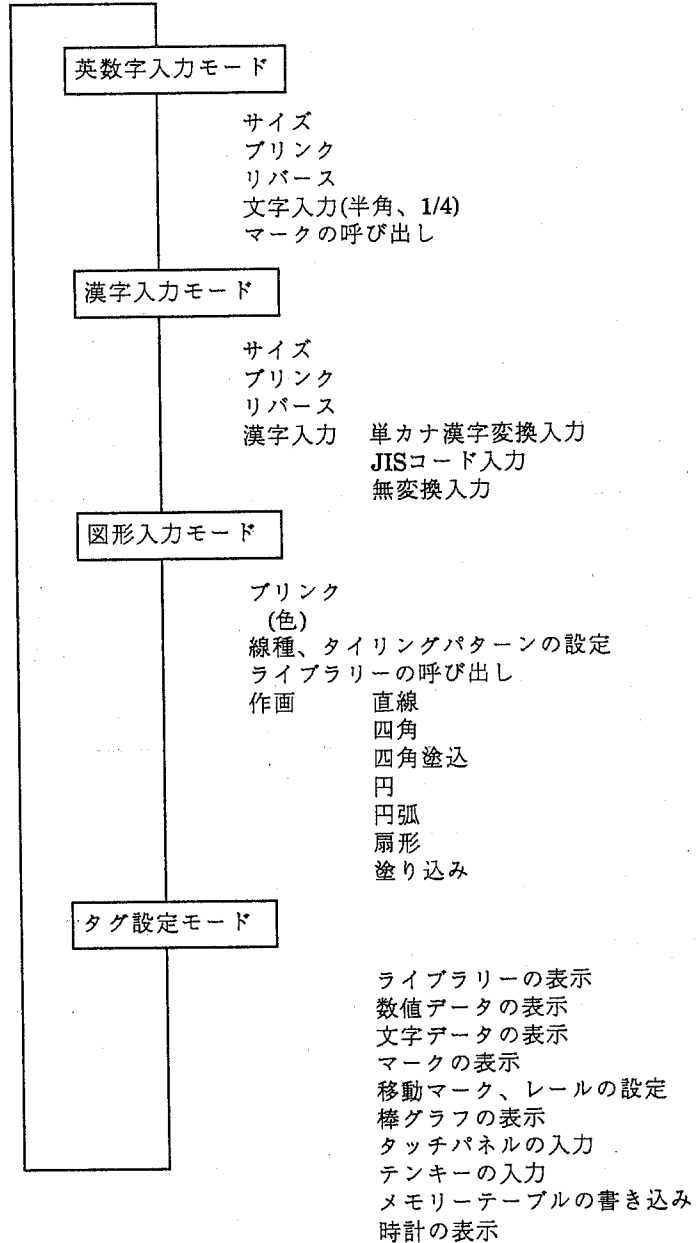 英数字入力モード
サイズ
ブリンク
リバース
文字入力(半角、1/4)
マークの呼び出し
漢字入力モード
サイズ
ブリンク
リバース
漢字入力 単カナ漢字変換入力
JISコード入力
無変換入力
図形入力モード
ブリンク
(色)
線種、タイリングパターンの設定
ライブラリーの呼び出し
作画 直線
四角
四角塗込
円
円弧
扇形
塗り込み
タグ設定モード
ライブラリーの表示
数値データの表示
文字データの表示
マークの表示
移動マーク、レールの設定
棒グラフの表示
タッチパネルの入力
テンキーの入力
メモリーテーブルの書き込み
時計の表示